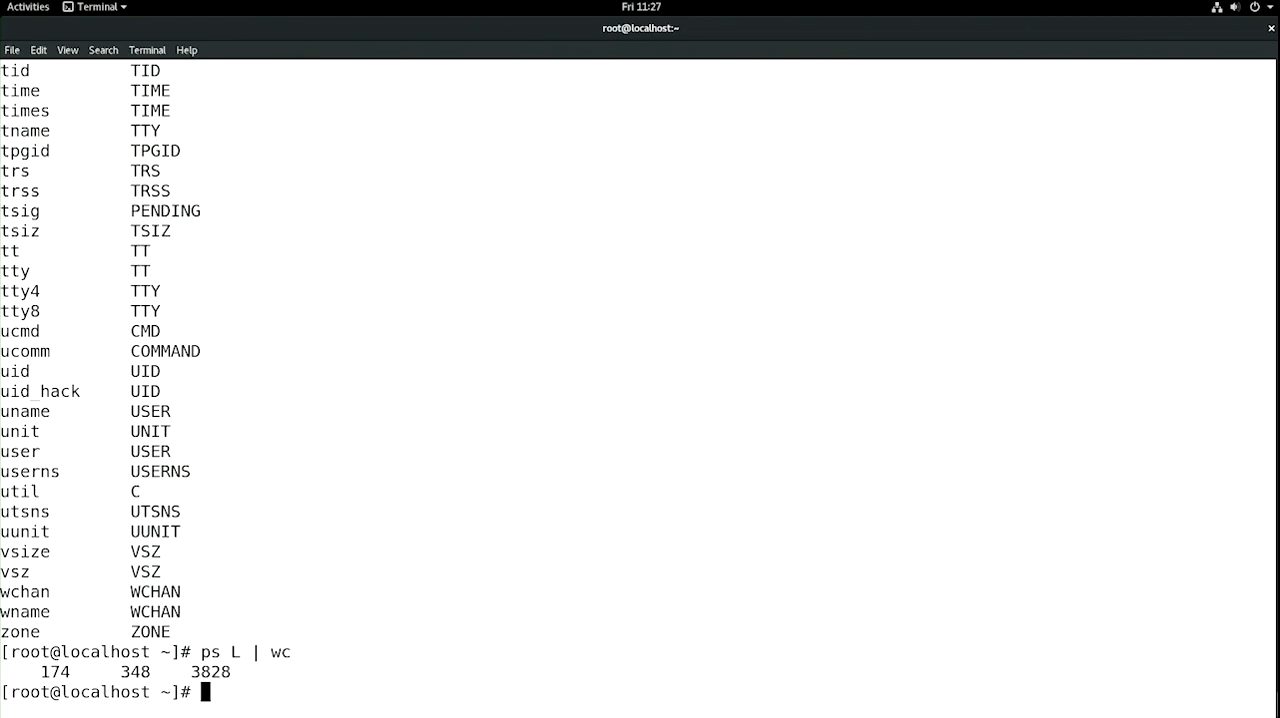 Activities Terminal Fri 11:27
root@localhost:~ ×
File Edit View Search Terminal Help
tid TID
time TIME
times TIME
tname TTY
tpgid TPGID
trs TRS
trss TRSS
tsig PENDING
tsiz TSIZ
tt TT
tty TT
tty4 TTY
tty8 TTY
ucmd CMD
ucomm COMMAND
uid UID
uid_hack UID
uname USER
unit UNIT
user USER
userns USERNS
util C
utsns UTSNS
uunit UUNIT
vsize VSZ
vsz VSZ
wchan WCHAN
wname WCHAN
zone ZONE
[root@localhost ~]# ps L | wc
174 348 3828
[root@localhost ~]#